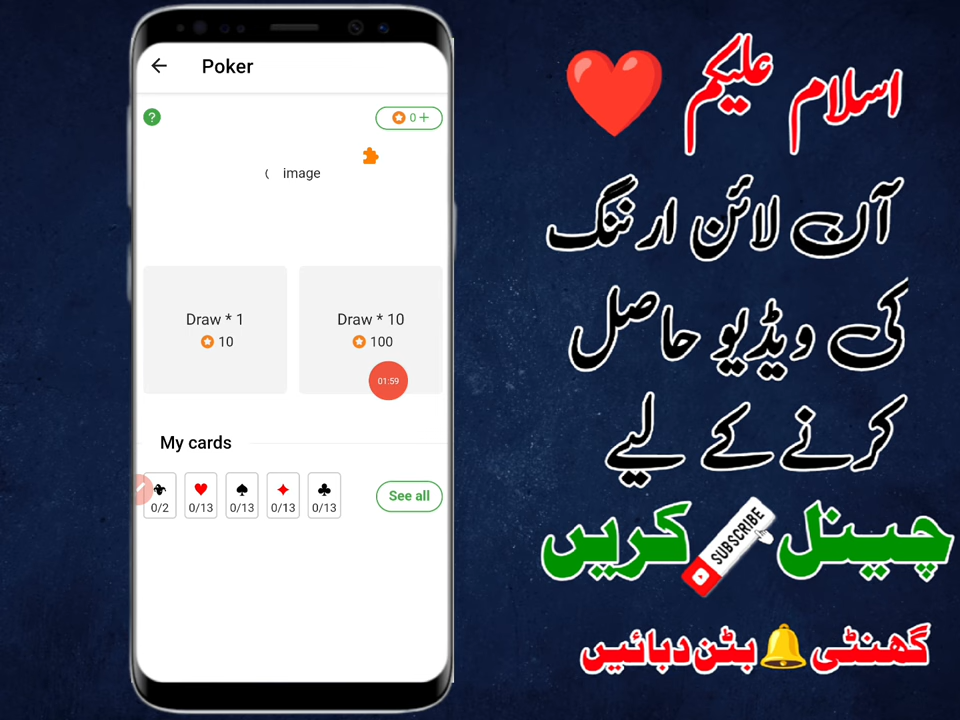 Poker
?
0 +
( image
Draw * 1
10
Draw * 10
100
01:59
My cards
0/2
0/13
0/13
0/13
0/13
See all
اسلام علیکم
آن لائن ارننگ
کی ویڈیو حاصل
کرنے کے لیے
چینل SUBSCRIBE کریں
گھنٹی بٹن دبائیں